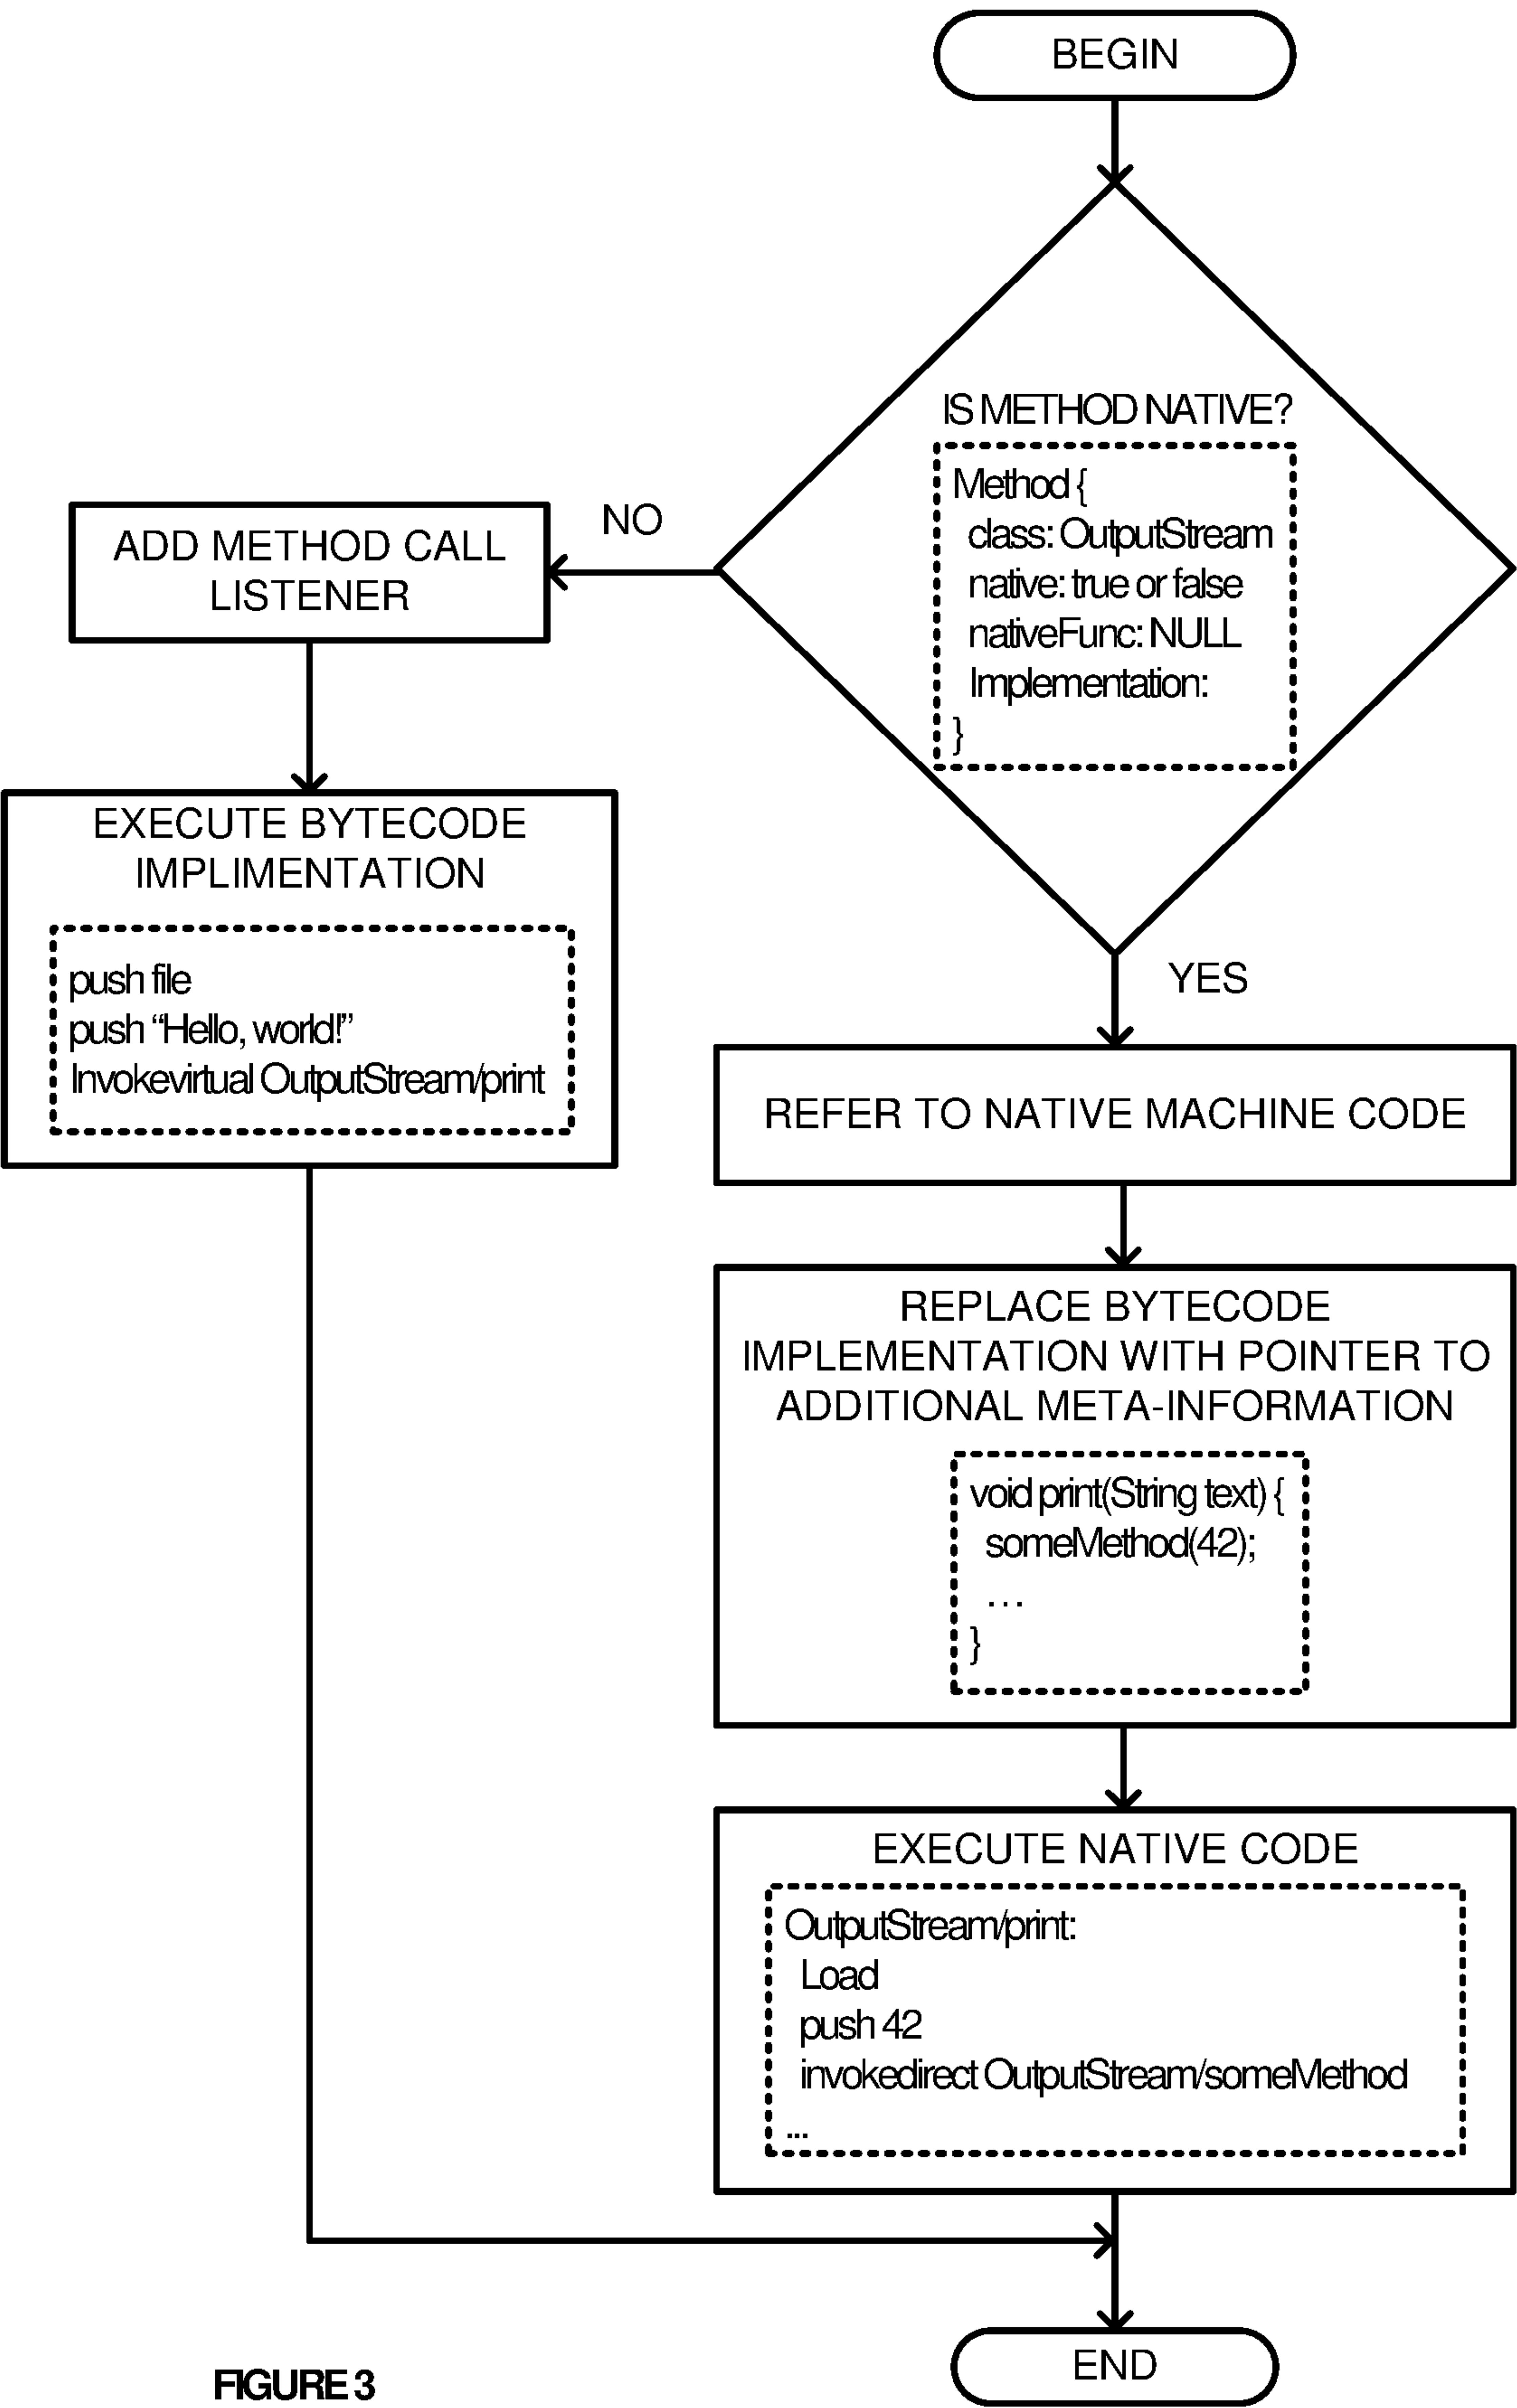 BEGIN
IS METHOD NATIVE?
Method {
class: OutputStream
native: true or false
nativeFunc: NULL
Implementation:
}
NO
ADD METHOD CALL
LISTENER
EXECUTE BYTECODE
IMPLIMENTATION
push file
push “Hello, world!”
Invokevirtual OutputStream/print
YES
REFER TO NATIVE MACHINE CODE
REPLACE BYTECODE
IMPLEMENTATION WITH POINTER TO
ADDITIONAL META-INFORMATION
void print(String text) {
someMethod(42);
...
}
EXECUTE NATIVE CODE
OutputStream/print:
Load
push 42
invokedirect OutputStream/someMethod
...
END
FIGURE 3